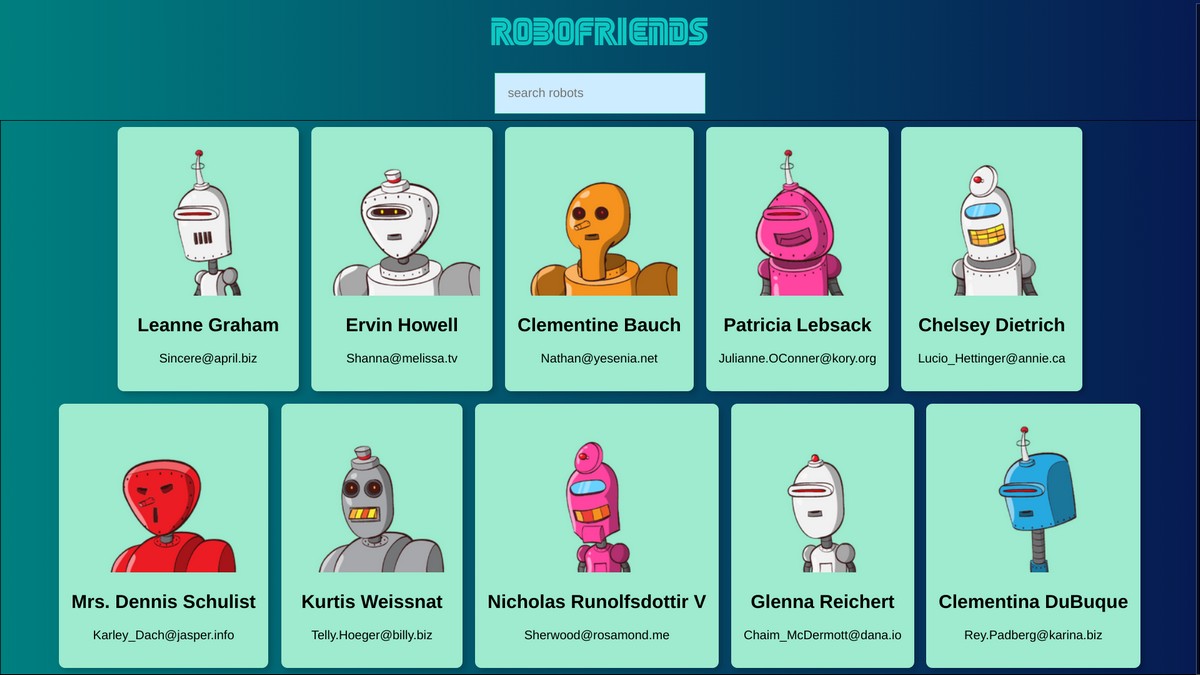 ROBOFRIENDS
search robots
Leanne Graham
Sincere@april.biz
Ervin Howell
Shanna@melissa.tv
Clementine Bauch
Nathan@yesenia.net
Patricia Lebsack
Julianne.OConner@kory.org
Chelsey Dietrich
Lucio_Hettinger@annie.ca
Mrs. Dennis Schulist
Karley_Dach@jasper.info
Kurtis Weissnat
Telly.Hoeger@billy.biz
Nicholas Runolfsdottir V
Sherwood@rosamond.me
Glenna Reichert
Chaim_McDermott@dana.io
Clementina DuBuque
Rey.Padberg@karina.biz